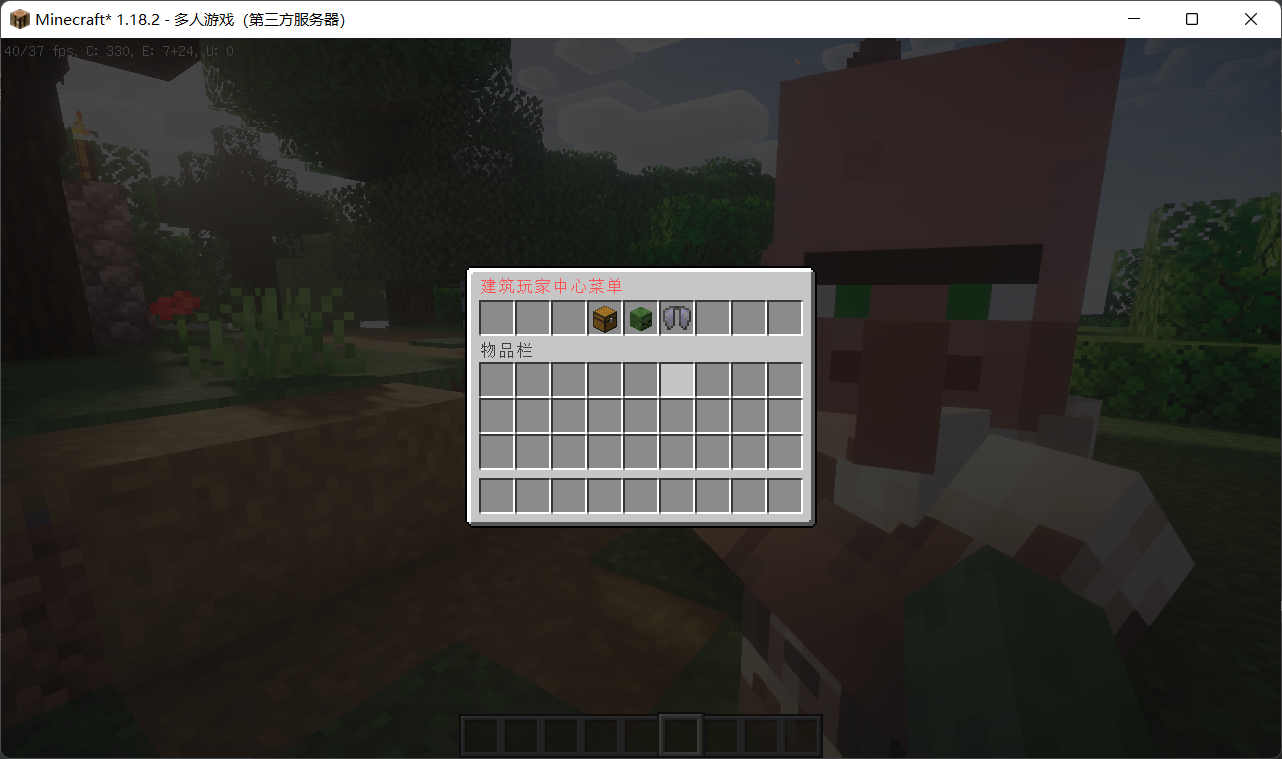 Minecraft* 1.18.2 - 多人游戏（第三方服务器）
40/37 fps, C: 330, E: 7+24, U: 0
建筑玩家中心菜单
物品栏